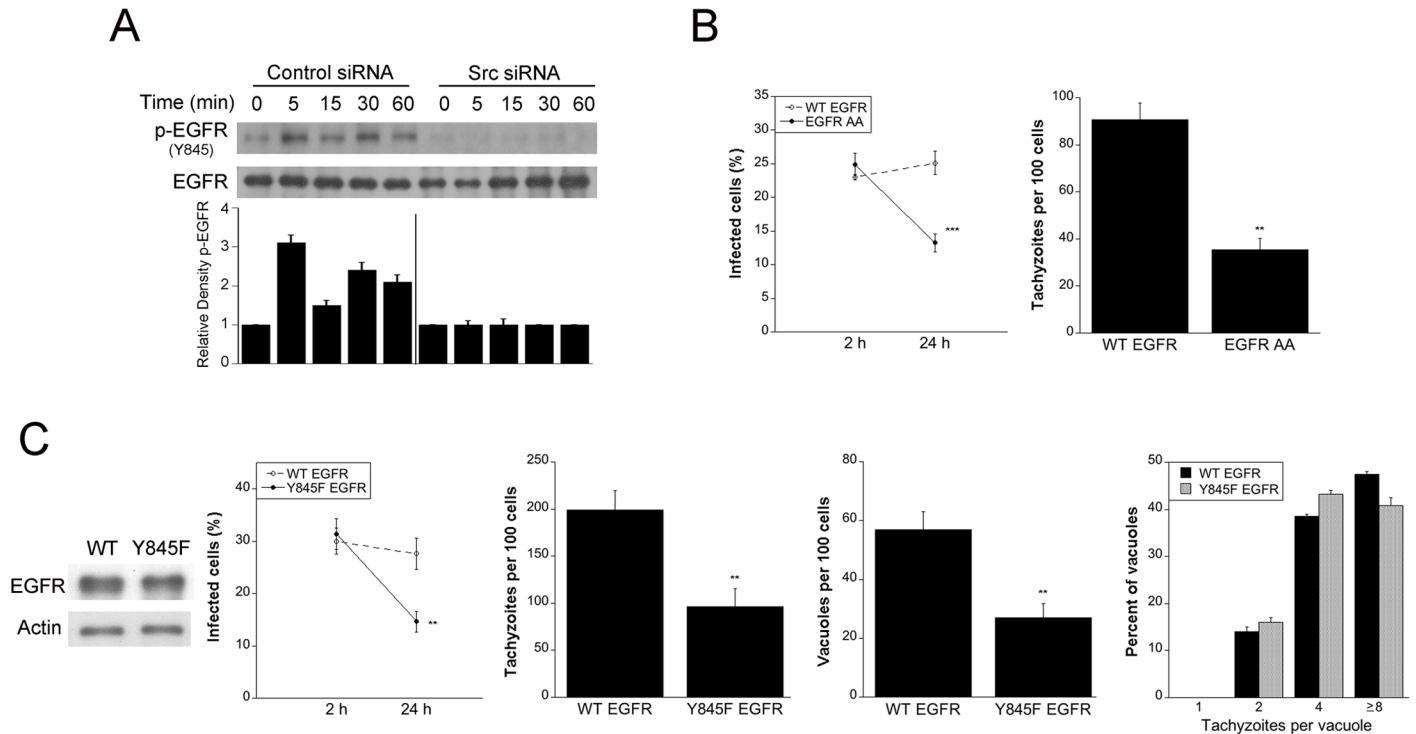 A
Control siRNA Src siRNA
Time (min) 0 5 15 30 60 0 5 15 30 60
p-EGFR
(Y845)
EGFR
Relative Density p-EGFR
4
3
2
1
0
B
WT EGFR
EGFR AA
Infected cells (%)
35
30
25
20
15
10
5
0
***
2 h 24 h
Tachyzoites per 100 cells
100
80
60
40
20
0
**
WT EGFR EGFR AA
C
WT Y845F
EGFR
Actin
WT EGFR
Y845F EGFR
Infected cells (%)
40
30
20
10
0
**
2 h 24 h
Tachyzoites per 100 cells
250
200
150
100
50
0
**
WT EGFR Y845F EGFR
Vacuoles per 100 cells
80
60
40
20
0
**
WT EGFR Y845F EGFR
WT EGFR
Y845F EGFR
Percent of vacuoles
50
40
30
20
10
0
1 2 4 ≥8
Tachyzoites per vacuole